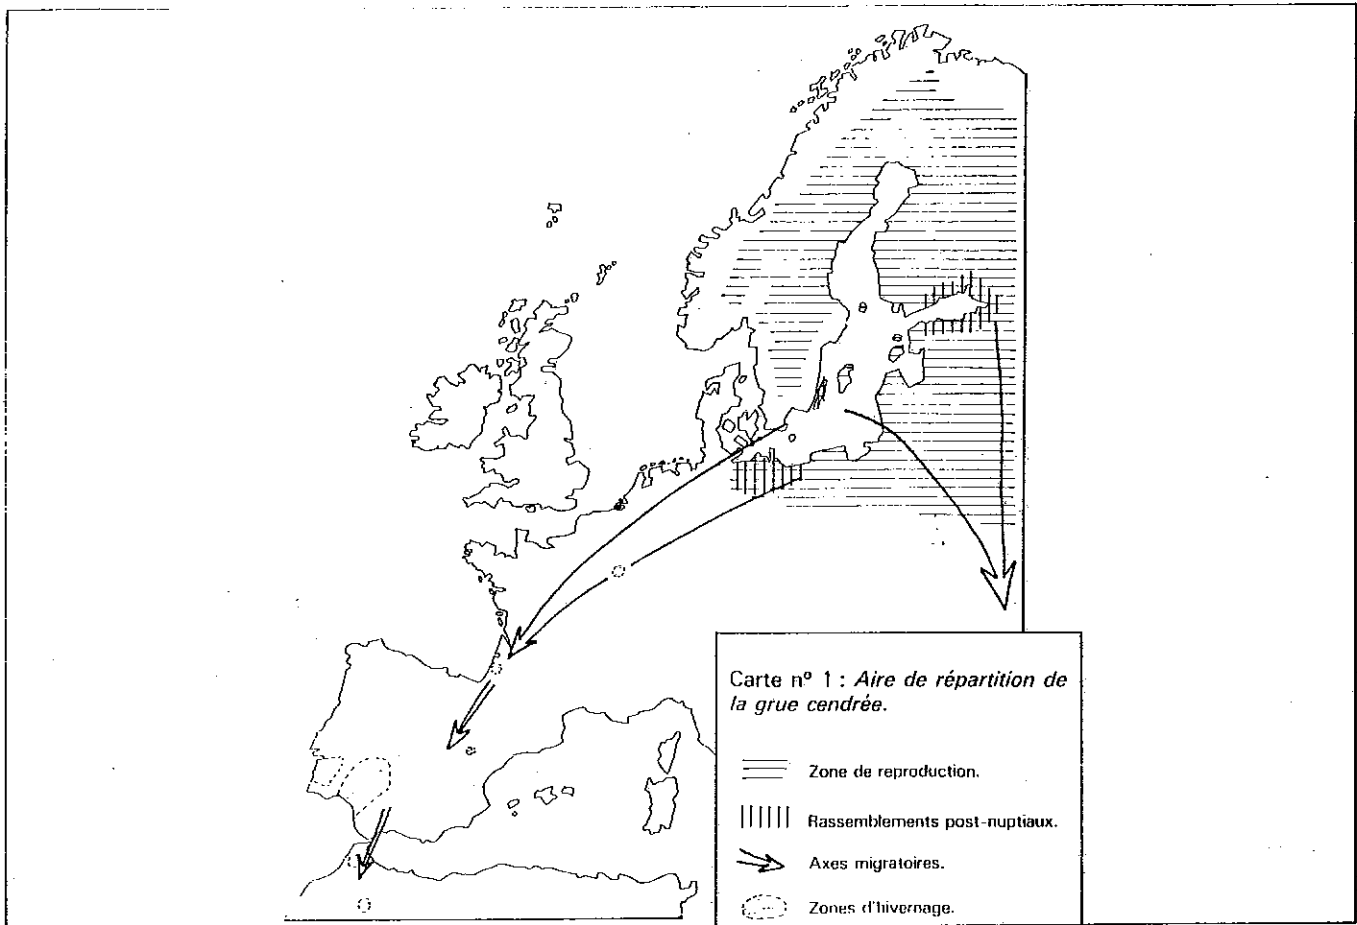 Carte nº 1 : Aire de répartition de
la grue cendrée.
Zone de reproduction.
Rassemblements post-nuptiaux.
Axes migratoires.
Zones d'hivernage.